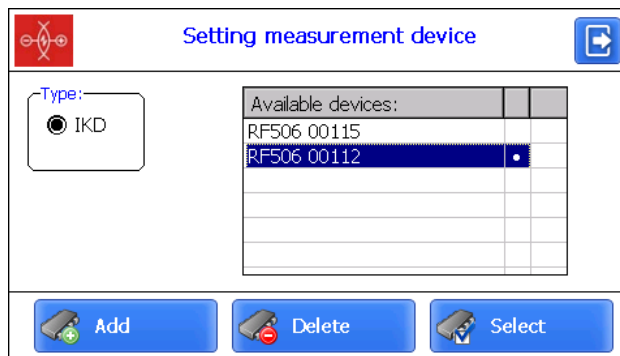 Setting measurement device
Type:
IKD
Available devices:
RF506 00115
RF506 00112
Add
Delete
Select